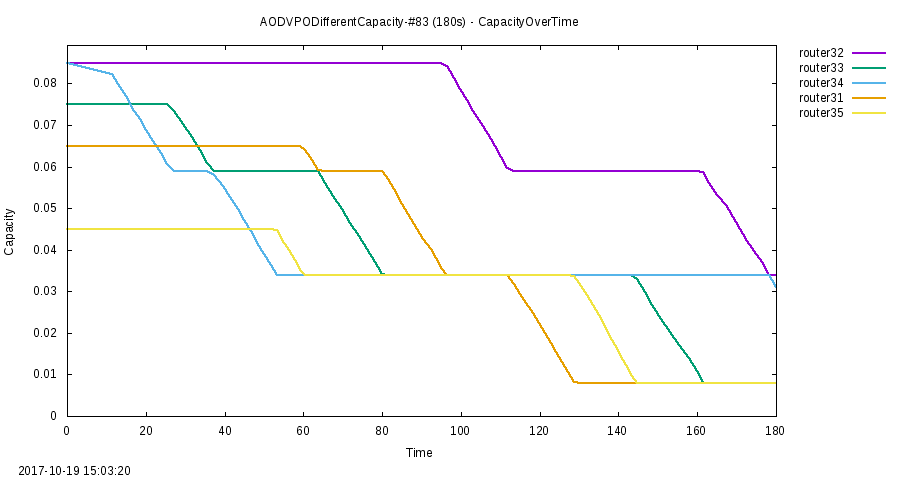 AODVPODifferentCapacity-#83 (180s) - CapacityOverTime
router32
router33
router34
router31
router35
0.08
0.07
0.06
0.05
0.04
0.03
0.02
0.01
0
Capacity
0 20 40 60 80 100 120 140 160 180
Time
2017-10-19 15:03:20